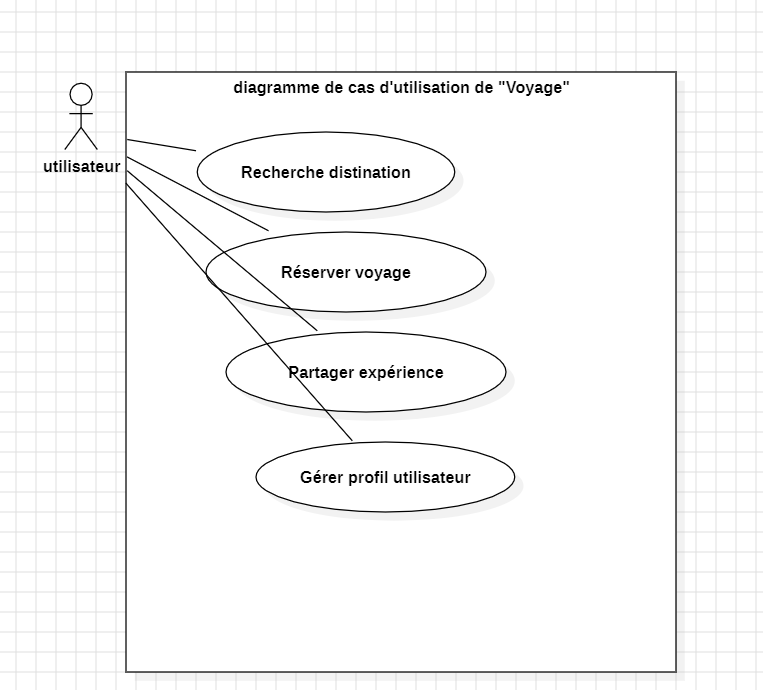 diagramme de cas d'utilisation de "Voyage"
utilisateur
Recherche distination
Réserver voyage
Partager expérience
Gérer profil utilisateur